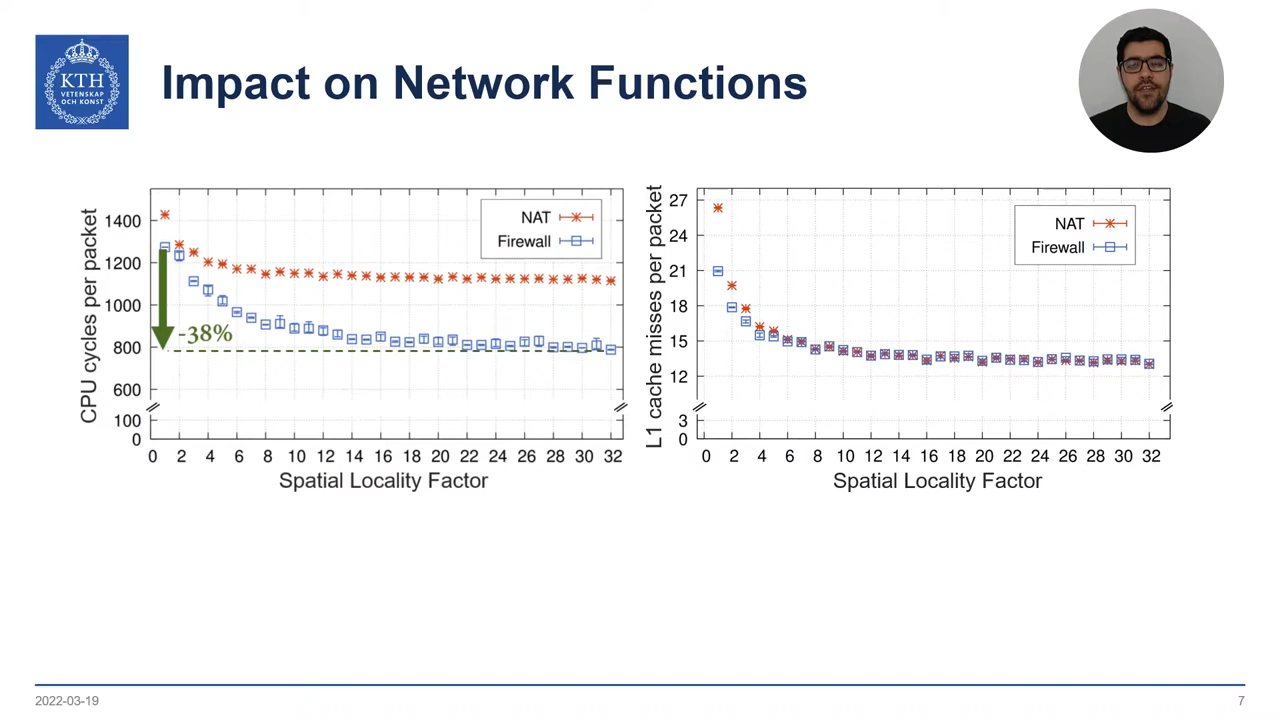 KTH
VETENSKAP
OCH KONST
Impact on Network Functions
CPU cycles per packet
1400
1200
1000
800
600
100
0
NAT
Firewall
-38%
0 2 4 6 8 10 12 14 16 18 20 22 24 26 28 30 32
Spatial Locality Factor
L1 cache misses per packet
27
24
21
18
15
12
3
0
NAT
Firewall
0 2 4 6 8 10 12 14 16 18 20 22 24 26 28 30 32
Spatial Locality Factor
2022-03-19
7